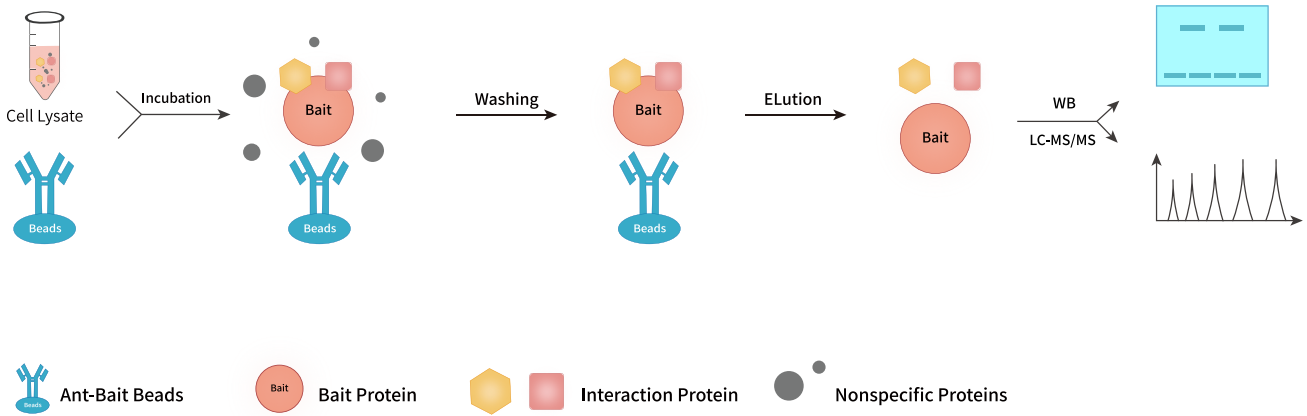 Cell Lysate
Beads
Incubation
Bait
Beads
Washing
Bait
Beads
ELution
Bait
WB
LC-MS/MS
Beads
Ant-Bait Beads
Bait
Bait Protein
Interaction Protein
Nonspecific Proteins